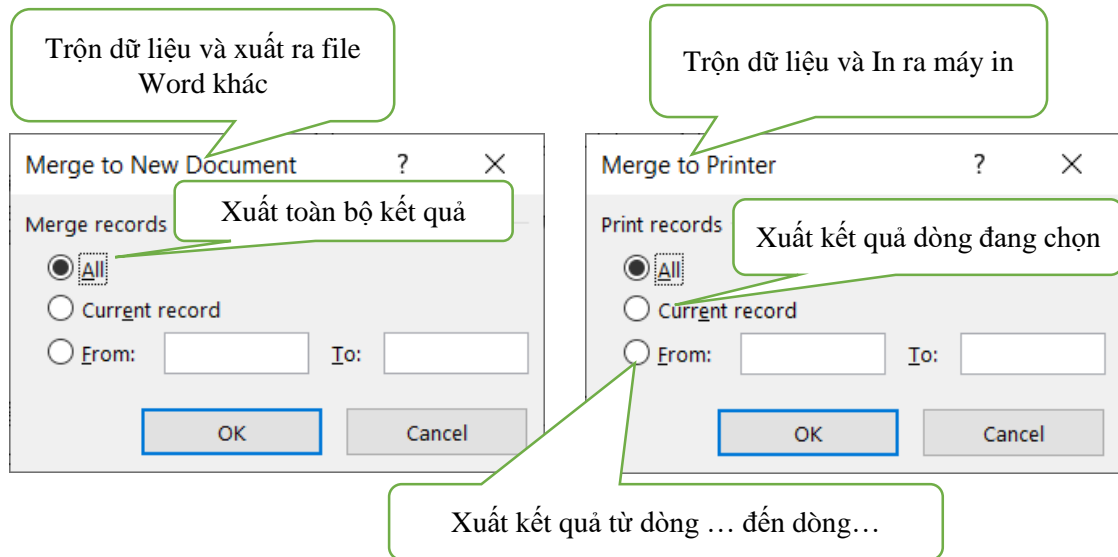 Trộn dữ liệu và xuất ra file
Word khác
Trộn dữ liệu và In ra máy in
Merge to New Document ? ×
Xuất toàn bộ kết quả
Merge records
All
Current record
From: To:
OK Cancel
Merge to Printer ? ×
Print records
Xuất kết quả dòng đang chọn
All
Current record
From: To:
OK Cancel
Xuất kết quả từ dòng … đến dòng…